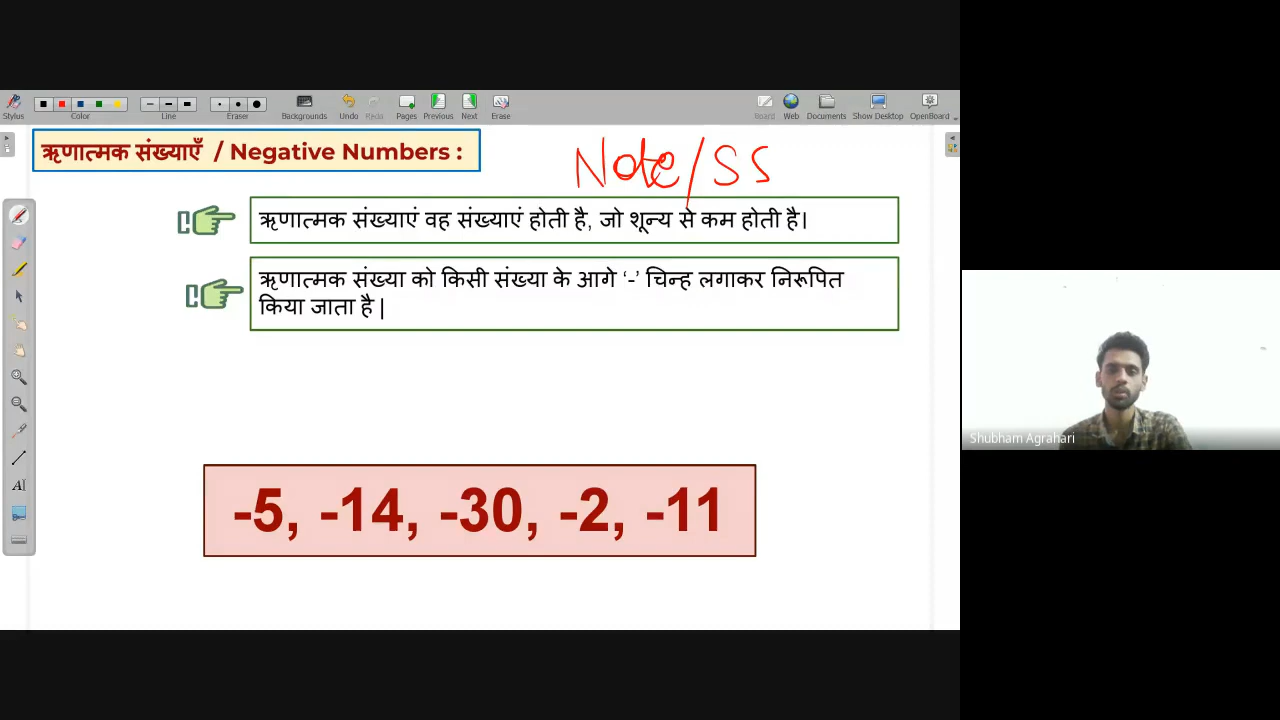 Stylus
Color
Line
Eraser
Backgrounds
Undo
Redo
Pages
Previous
Next
Erase
Board
Web
Documents
Show Desktop
OpenBoard
ऋणात्मक संख्याएँ / Negative Numbers :
Note/SS
ऋणात्मक संख्याएं वह संख्याएं होती है, जो शून्य से कम होती है।
ऋणात्मक संख्या को किसी संख्या के आगे ‘-’ चिन्ह लगाकर निरूपित
किया जाता है |
Shubham Agrahari
-5, -14, -30, -2, -11